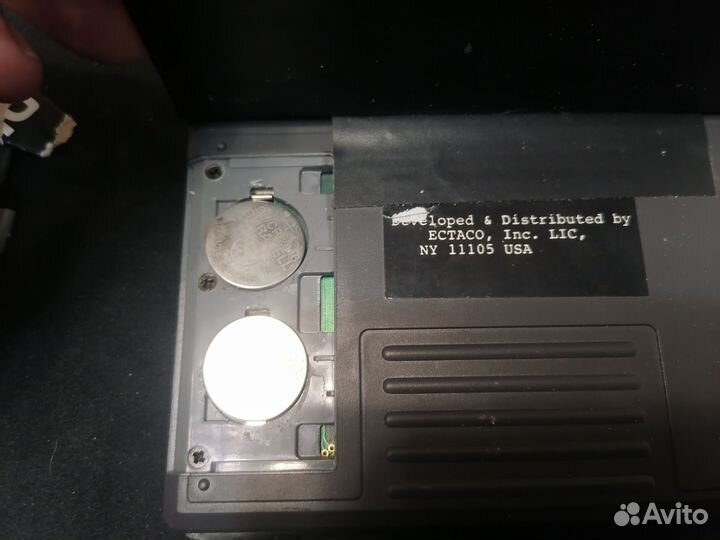 Developed & Distributed by
ECTACO, Inc. LIC,
NY 11105 USA
Avito